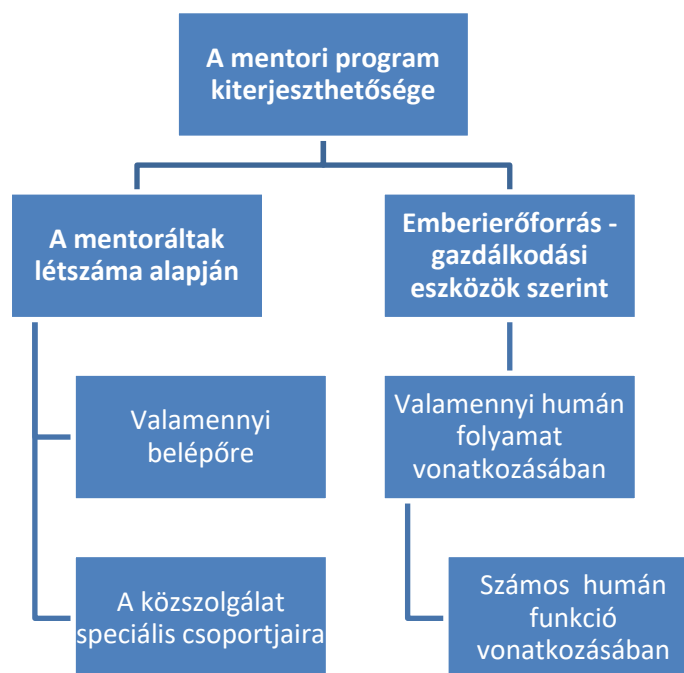 A mentori program
kiterjeszthetősége
A mentoráltak
létszáma alapján
Valamennyi
belépőre
A közszolgálat
speciális csoportjaira
Emberierőforrás -
gazdálkodási
eszközök szerint
Valamennyi humán
folyamat
vonatkozásában
Számos humán
funkció
vonatkozásában